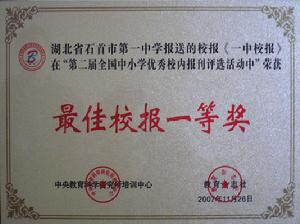 湖北省石首市第一中学报送的校报《一中校报》
在“第二届全国中小学优秀校内报刊评选活动中”荣获
最佳校报一等奖
中央教育科学研究所培训中心
教育杂志社
2007年11月26日